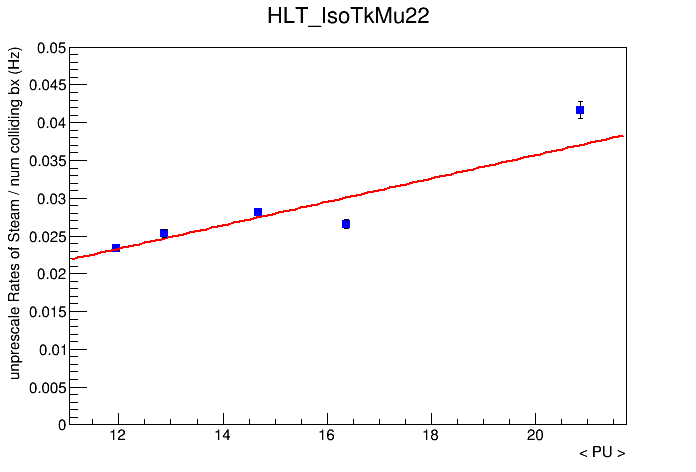 HLT_IsoTkMu22
unprescale Rates of Steam / num colliding bx (Hz)
0.05
0.045
0.04
0.035
0.03
0.025
0.02
0.015
0.01
0.005
0
12 14 16 18 20
< PU >